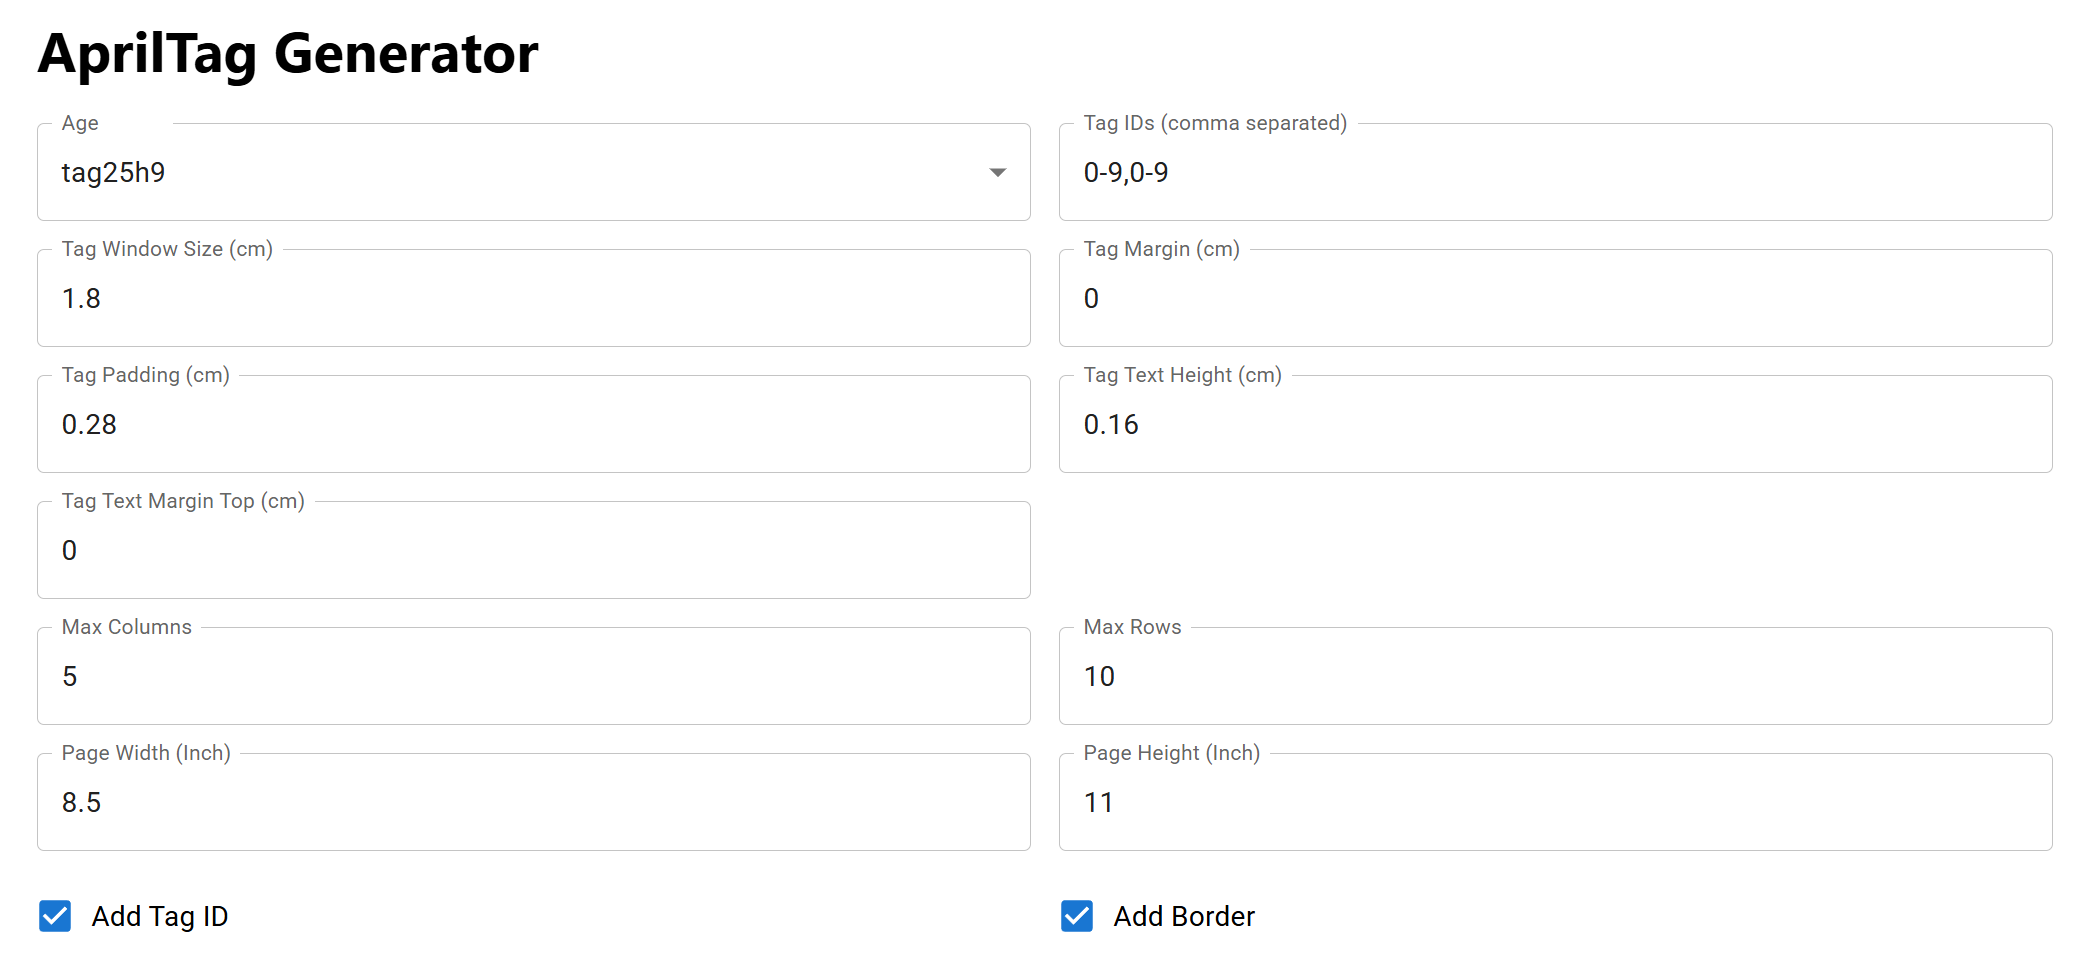 AprilTag Generator
Age
tag25h9
Tag IDs (comma separated)
0-9,0-9
Tag Window Size (cm)
1.8
Tag Margin (cm)
0
Tag Padding (cm)
0.28
Tag Text Height (cm)
0.16
Tag Text Margin Top (cm)
0
Max Columns
5
Max Rows
10
Page Width (Inch)
8.5
Page Height (Inch)
11
Add Tag ID
Add Border